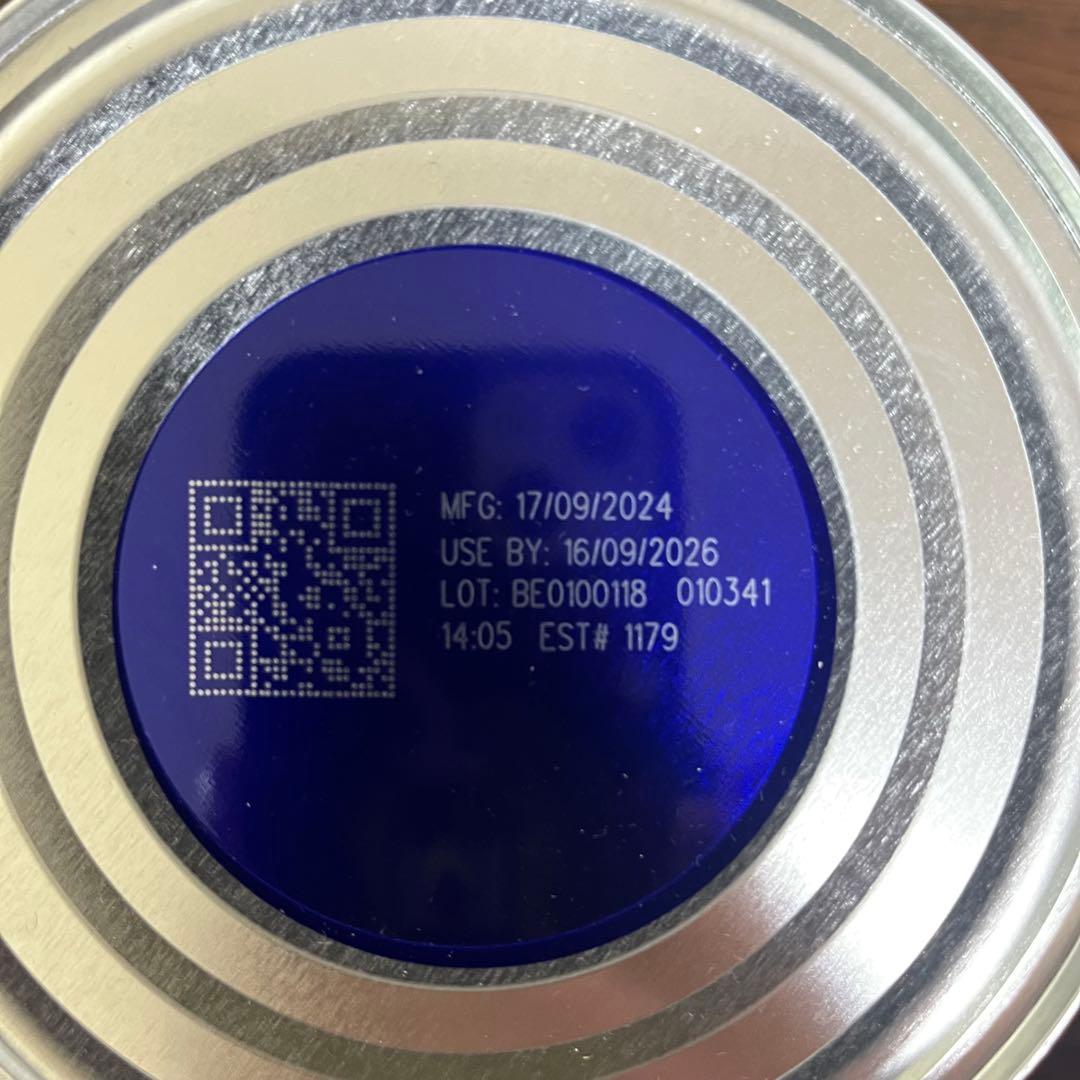 MFG: 17/09/2024
USE BY: 16/09/2026
LOT: BE0100118 010341
14:05 EST# 1179